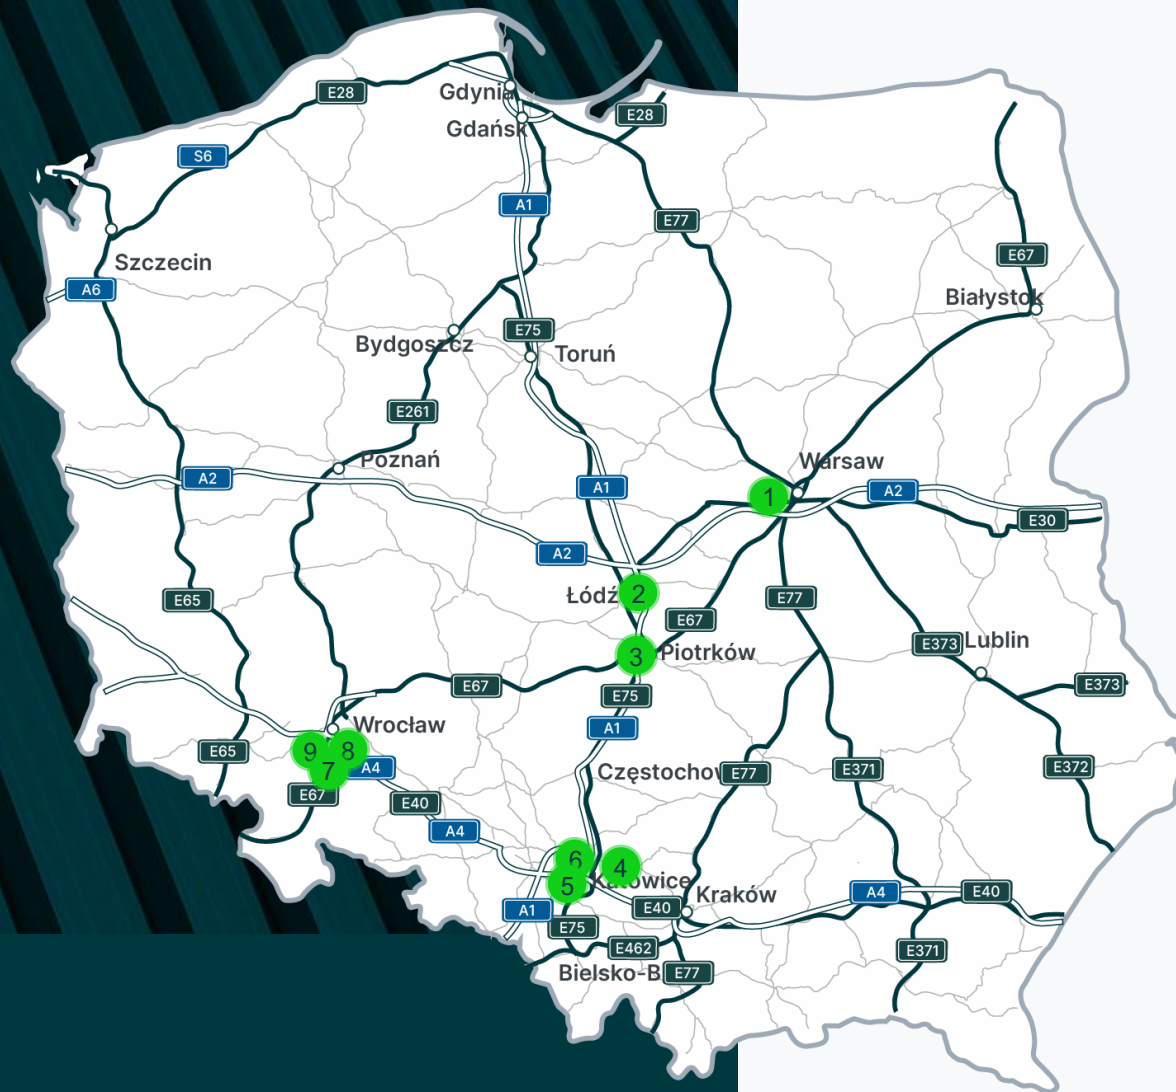 E28
Gdynia
E28
Gdańsk
S6
A1
E77
E67
Szczecin
A6
Białystok
E75
Bydgoszcz
Toruń
E261
Poznań
Warsaw
A2
A1
1
A2
E30
A2
Łódź
2
E65
E67
E77
E373
Lublin
3
Piotrków
E67
E75
E373
Wrocław
A1
9
8
E65
7
A4
Częstochow
E77
E371
E372
E67
E40
A4
6
4
5
Katowice
A1
E40
Kraków
A4
E40
E75
E462
E371
Bielsko-B
E77